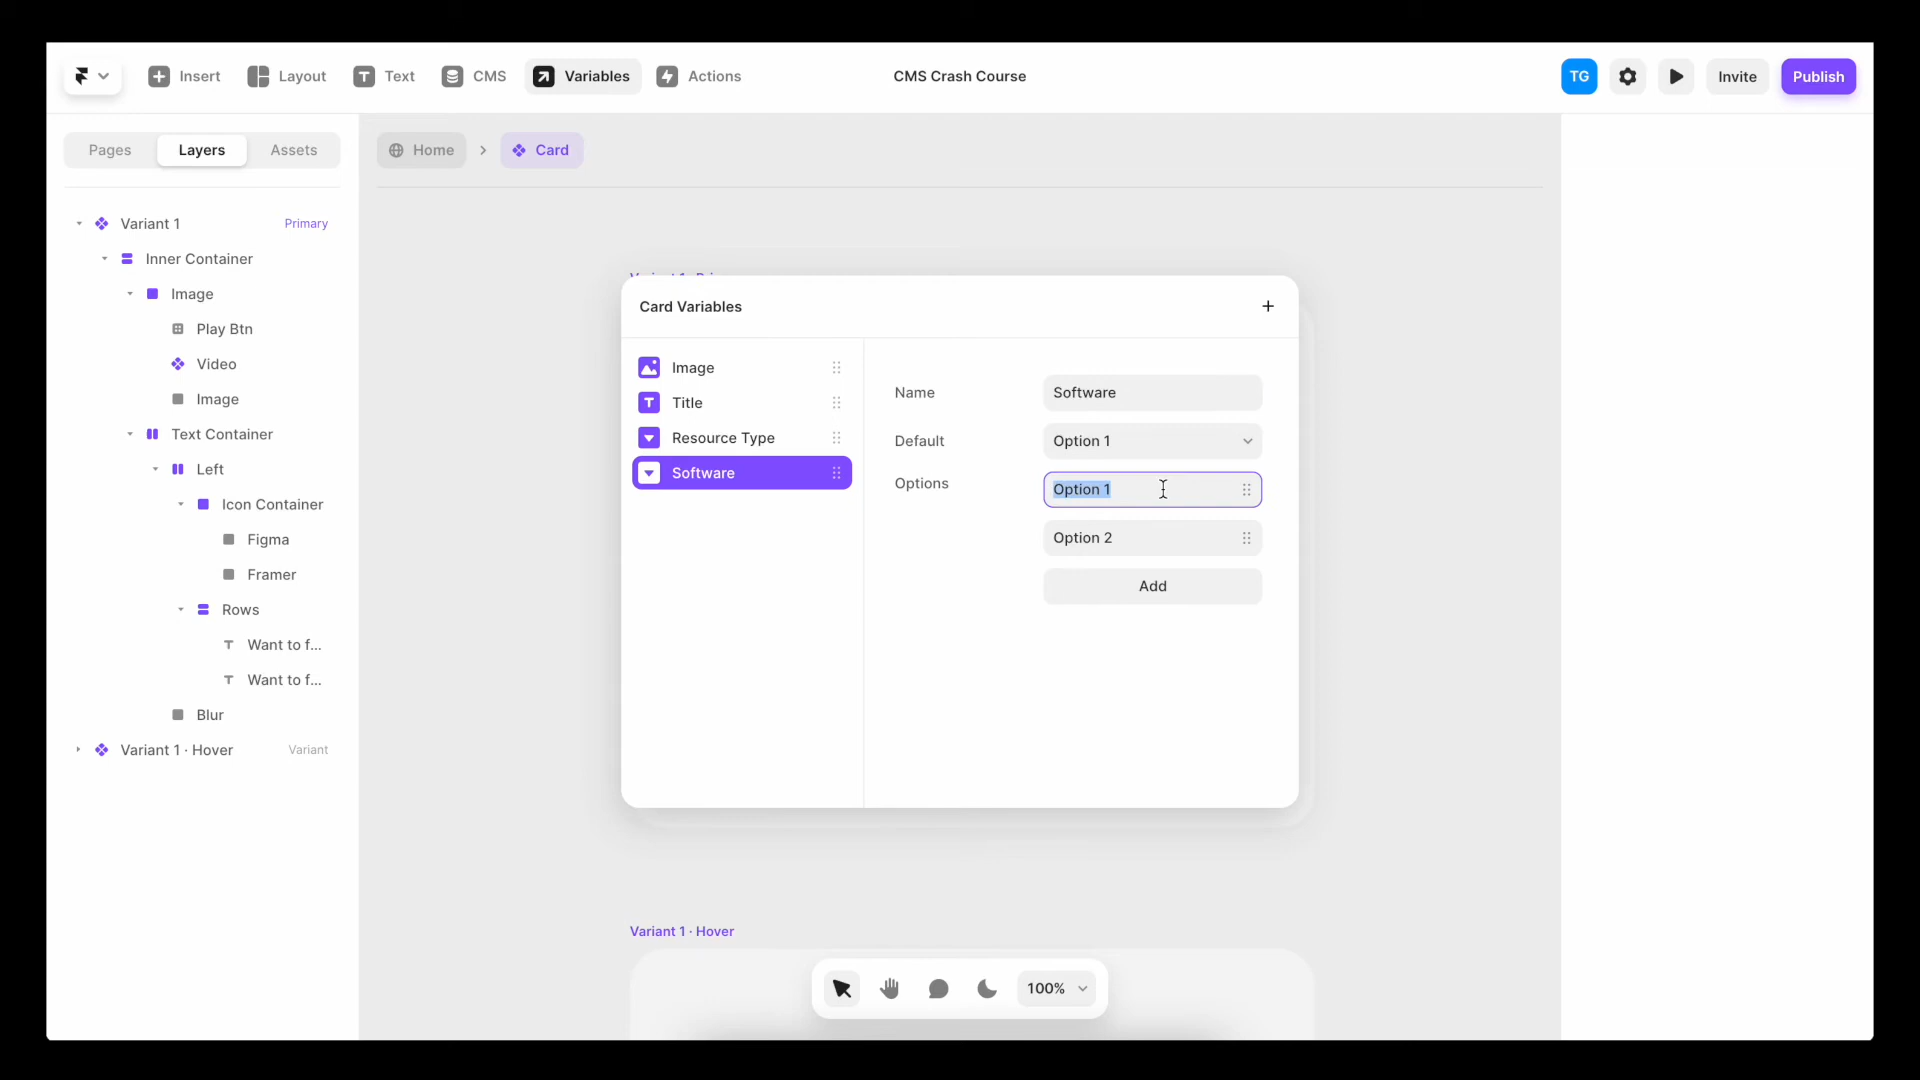 Insert
Layout
Text
CMS
Variables
Actions
CMS Crash Course
TG
Invite
Publish
Pages
Layers
Assets
Home
Card
Variant 1
Primary
Inner Container
Image
Play Btn
Video
Image
Text Container
Left
Icon Container
Figma
Framer
Rows
Want to f...
Want to f...
Blur
Variant 1 · Hover
Variant
Card Variables
Image
Title
Resource Type
Software
Name
Software
Default
Option 1
Options
Option 1
Option 2
Add
Variant 1 · Hover
100%